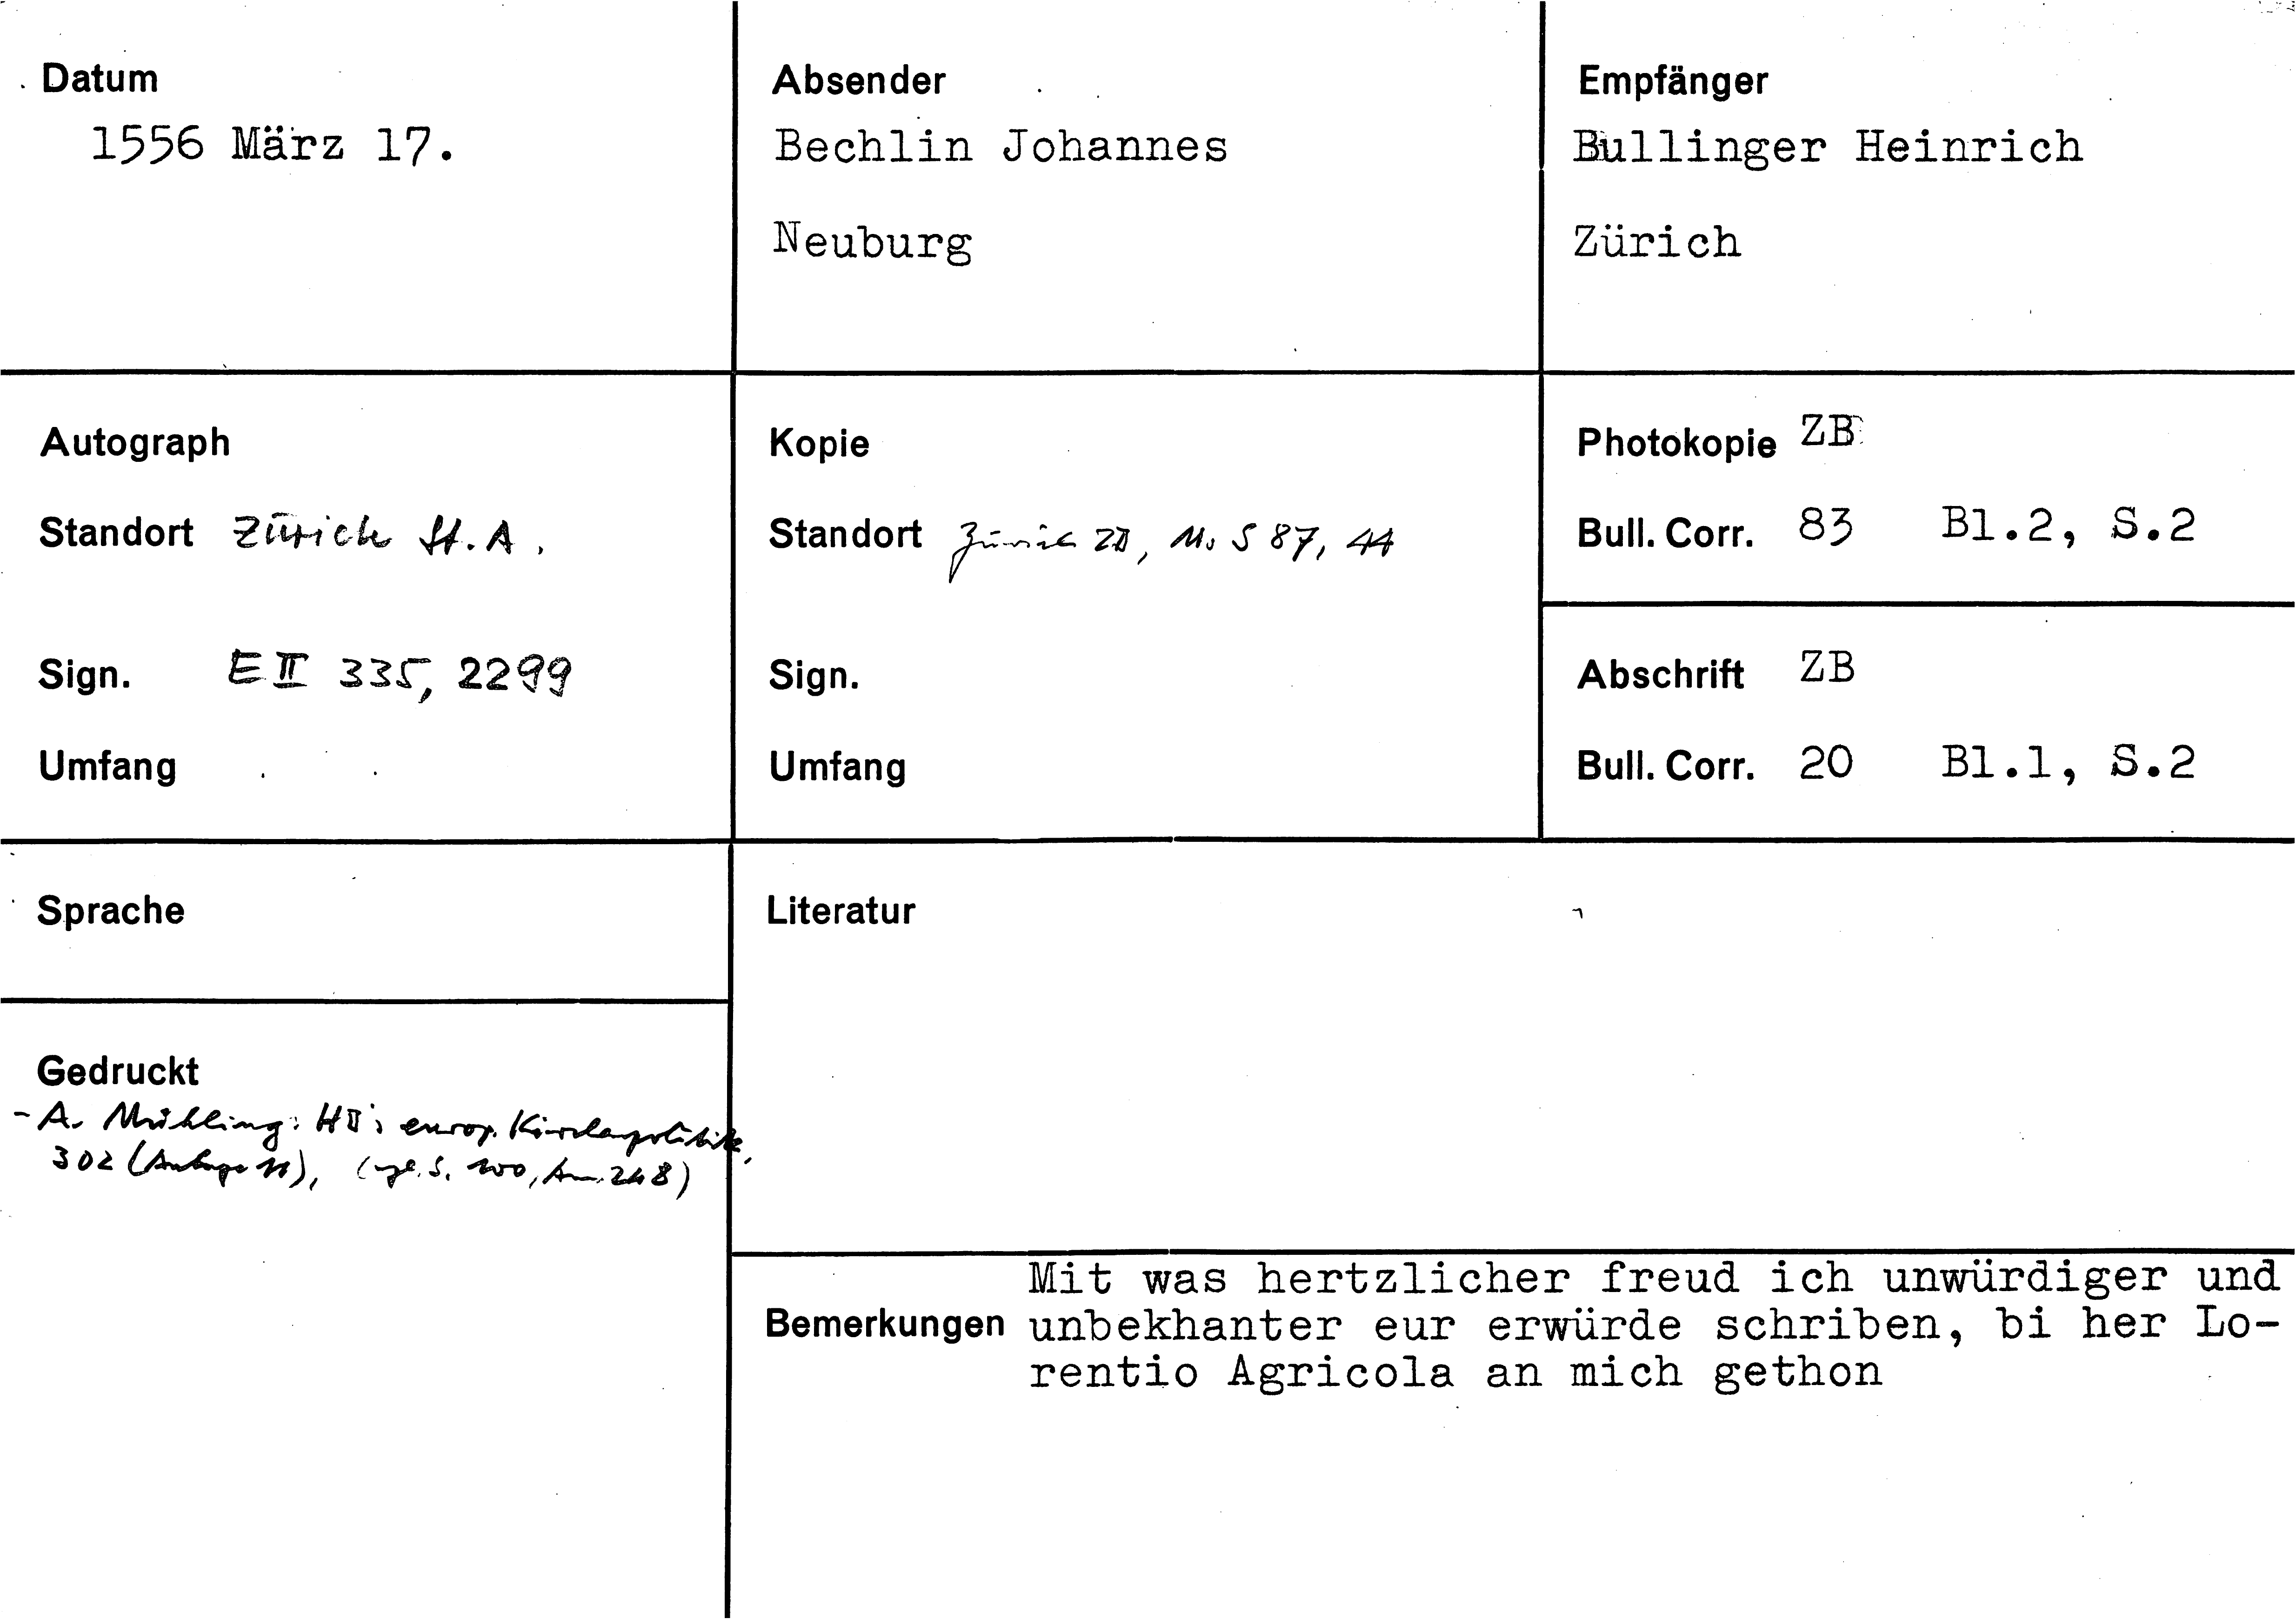 Datum
1556 März 17.
Absender
Bechlin Johannes
Neuburg
Empfänger
Bullinger Heinrich
Zürich
Autograph
Standort Zürich St.A.
Sign. E II 335, 2299
Umfang
Kopie
Standort Zürich ZB, Ms S 87, 44
Sign.
Umfang
Photokopie ZB
Bull. Corr. 83 Bl.2, S.2
Abschrift ZB
Bull. Corr. 20 Bl.1, S.2
Sprache
Gedruckt
- A. Mühling: HB's europ. Kirchenpolitik,
302 (Anhang 11), (vgl. S. 100, Anm. 248)
Literatur
Bemerkungen
Mit was hertzlicher freud ich unwürdiger und
unbekhanter eur erwürde schriben, bi her Lo-
rentio Agricola an mich gethon